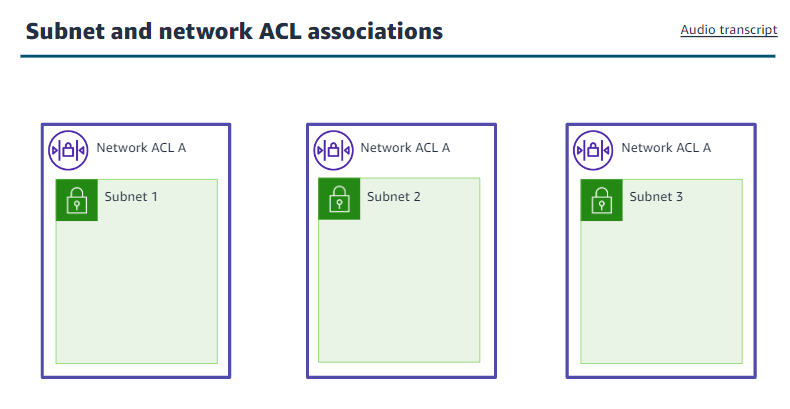 Subnet and network ACL associations
Audio transcript
Network ACL A
Subnet 1
Network ACL A
Subnet 2
Network ACL A
Subnet 3